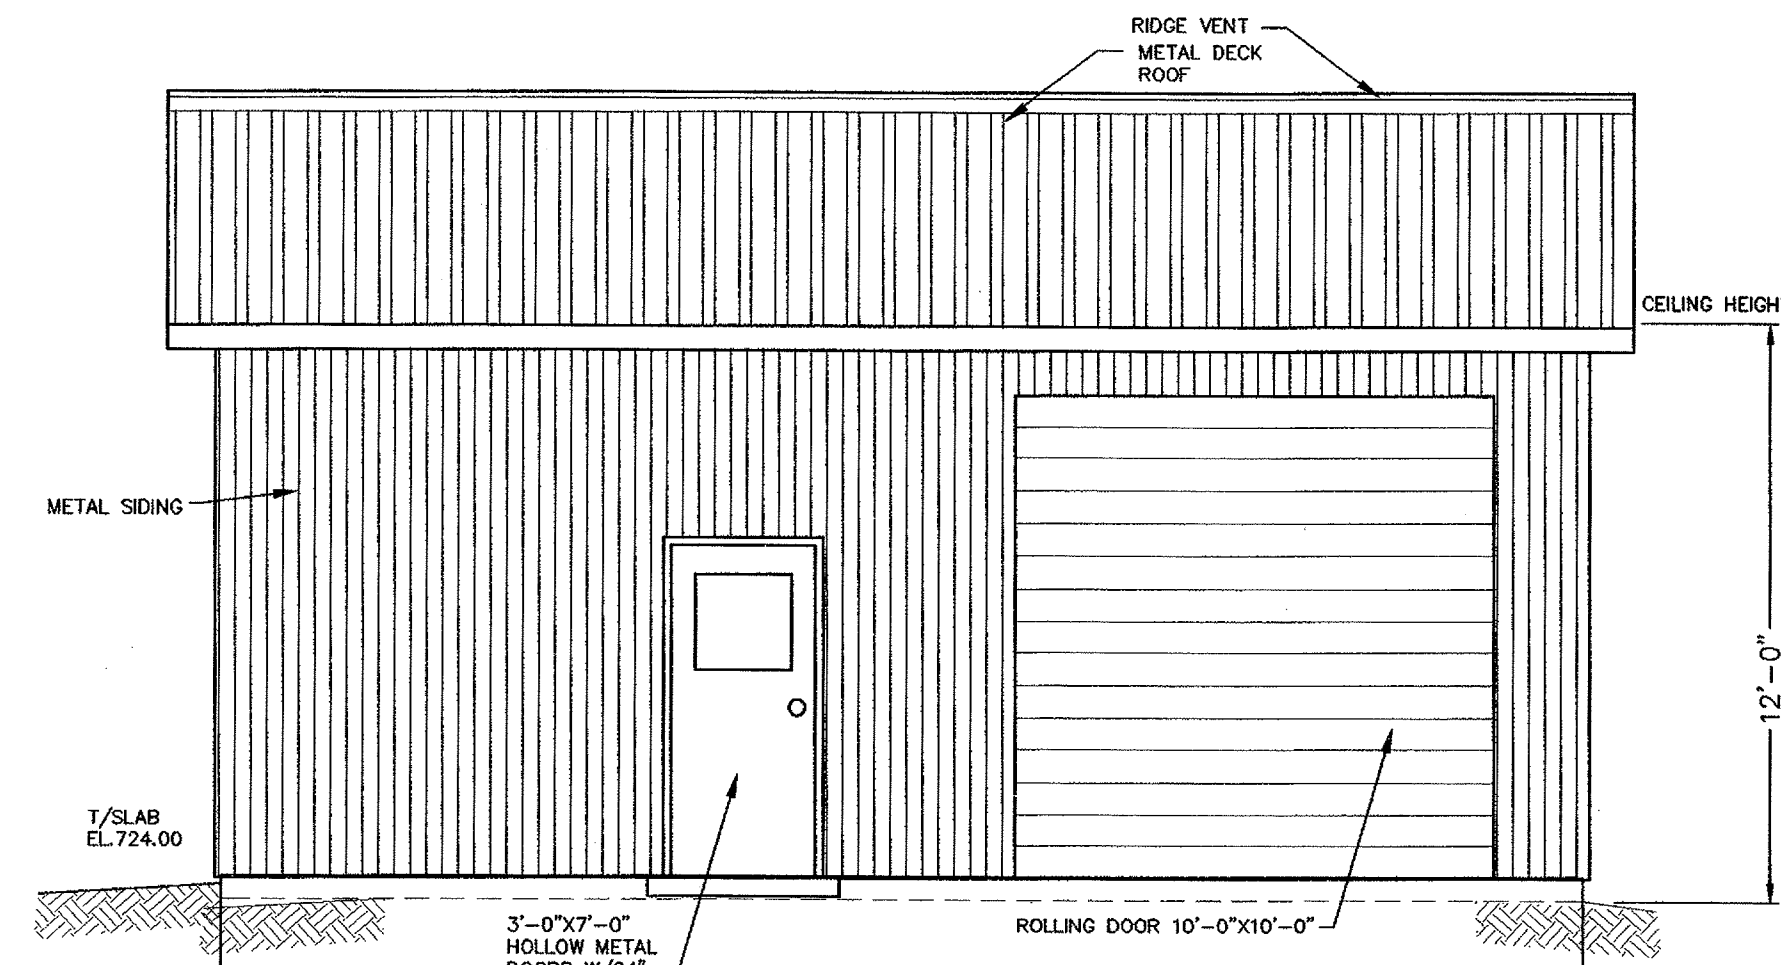 RIDGE VENT
METAL DECK
ROOF
CEILING HEIGH
METAL SIDING
12'-0"
T/SLAB
EL.724.00
3'-0"X7'-0"
HOLLOW METAL
ROLLING DOOR 10'-0"X10'-0"